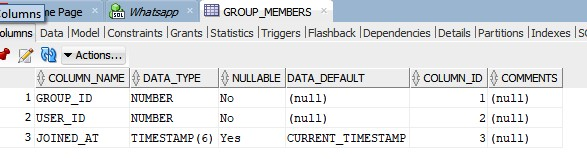 Columns
me Page
SQL
Whatsapp
GROUP_MEMBERS
olumns Data Model Constraints Grants Statistics Triggers Flashback Dependencies Details Partitions Indexes SQ
Actions...
COLUMN_NAME DATA_TYPE NULLABLE DATA_DEFAULT COLUMN_ID COMMENTS
1 GROUP_ID NUMBER No (null) 1 (null)
2 USER_ID NUMBER No (null) 2 (null)
3 JOINED_AT TIMESTAMP(6) Yes CURRENT_TIMESTAMP 3 (null)